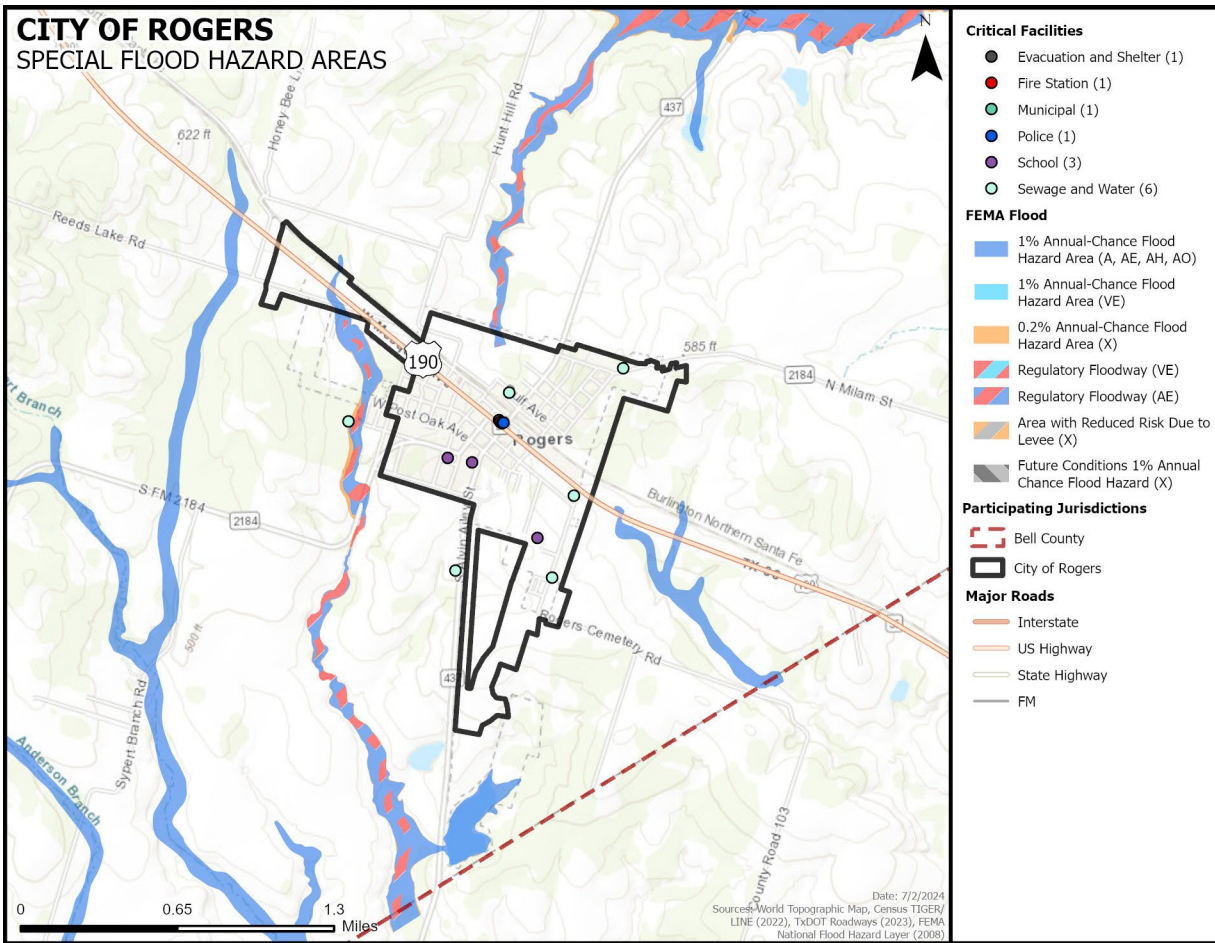 CITY OF ROGERS
SPECIAL FLOOD HAZARD AREAS
N
622 ft
Honey Bee
Hunt Hill Rd
437
Reeds Lake Rd
190
585 ft
2184
N Milam St
Gulf Ave
W Post Oak Ave
Rogers
Branch
S FM 2184
2184
S Alvin Ailey St
Burlington Northern Santa Fe
500 ft
Rogers Cemetery Rd
Sypert Branch Rd
Anderson Branch
County Road 103
0
0.65
1.3
Miles
Date: 7/2/2024
Sources: World Topographic Map, Census TIGER/
LINE (2022), TxDOT Roadways (2023), FEMA
National Flood Hazard Layer (2008)
Critical Facilities
Evacuation and Shelter (1)
Fire Station (1)
Municipal (1)
Police (1)
School (3)
Sewage and Water (6)
FEMA Flood
1% Annual-Chance Flood
Hazard Area (A, AE, AH, AO)
1% Annual-Chance Flood
Hazard Area (VE)
0.2% Annual-Chance Flood
Hazard Area (X)
Regulatory Floodway (VE)
Regulatory Floodway (AE)
Area with Reduced Risk Due to
Levee (X)
Future Conditions 1% Annual
Chance Flood Hazard (X)
Participating Jurisdictions
Bell County
City of Rogers
Major Roads
Interstate
US Highway
State Highway
FM